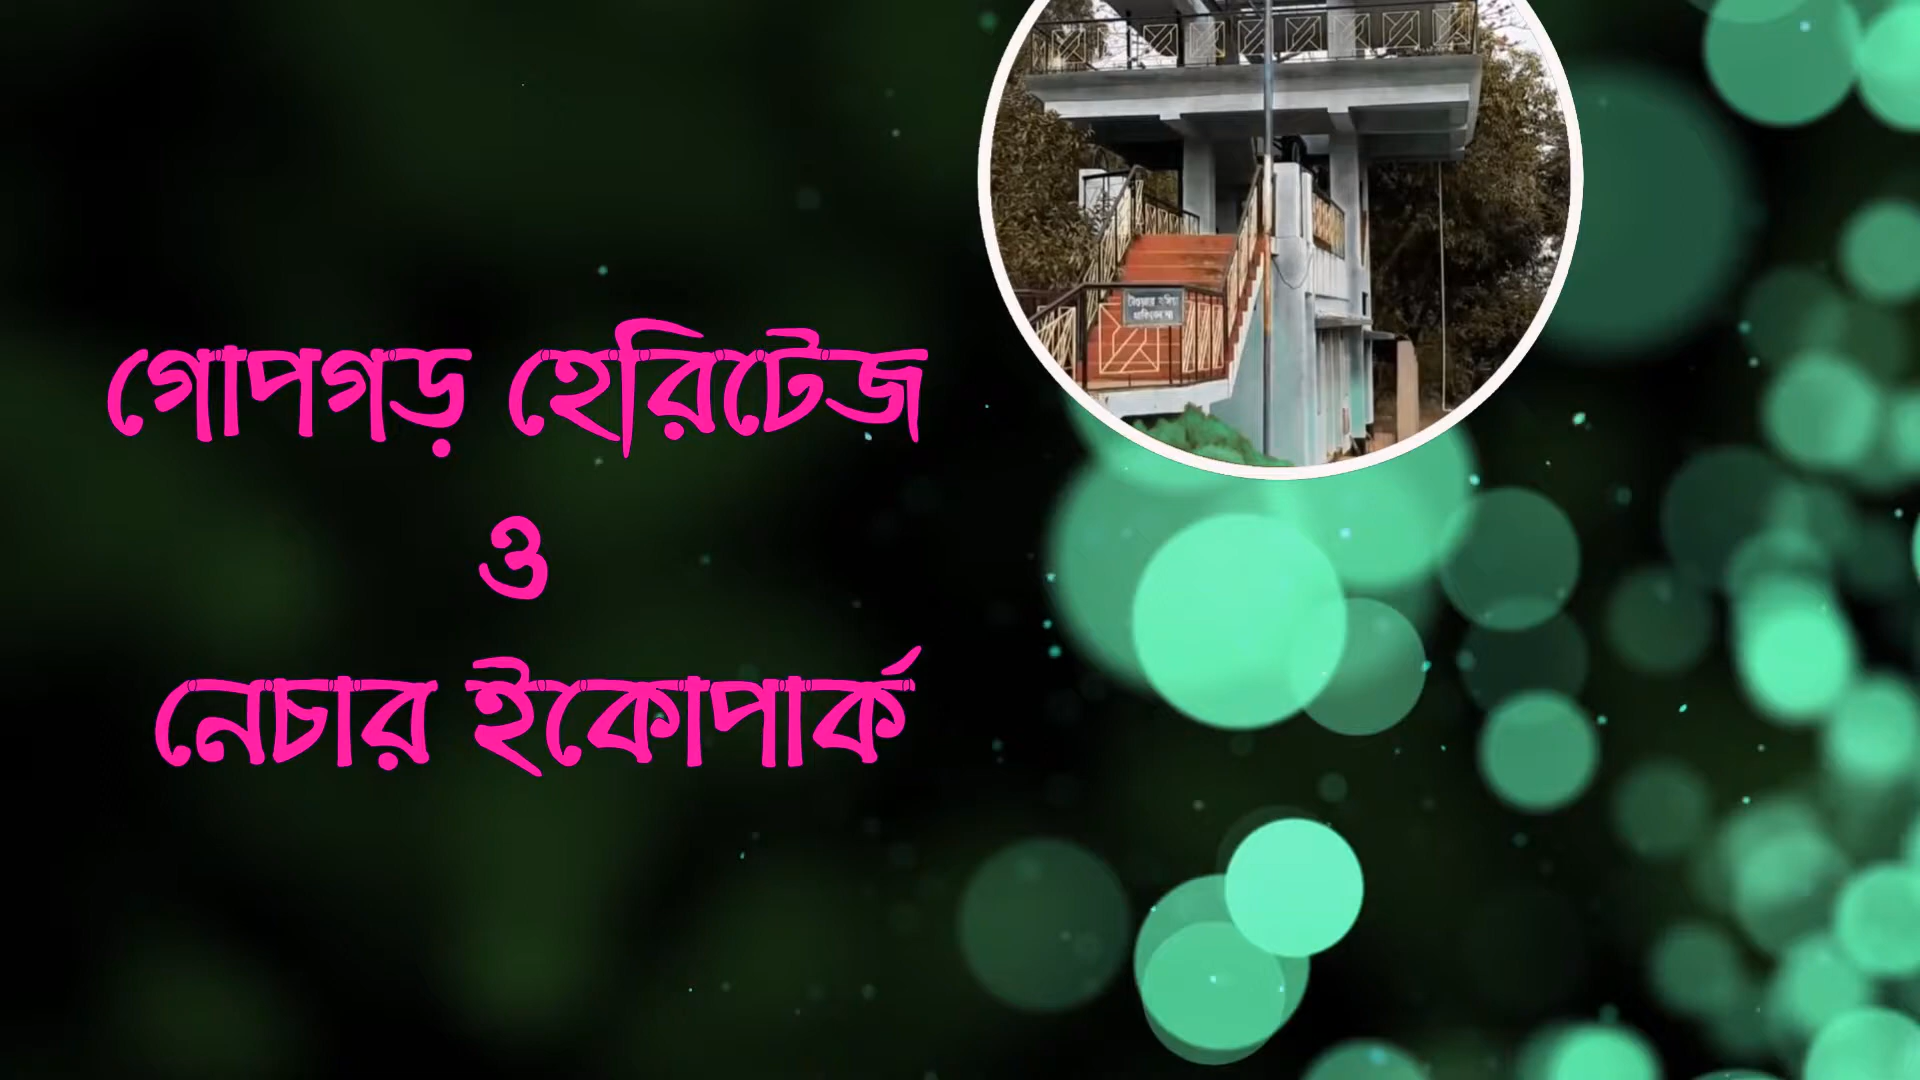 গোপগড় হেরিটেজ
ও
নেচার ইকোপার্ক